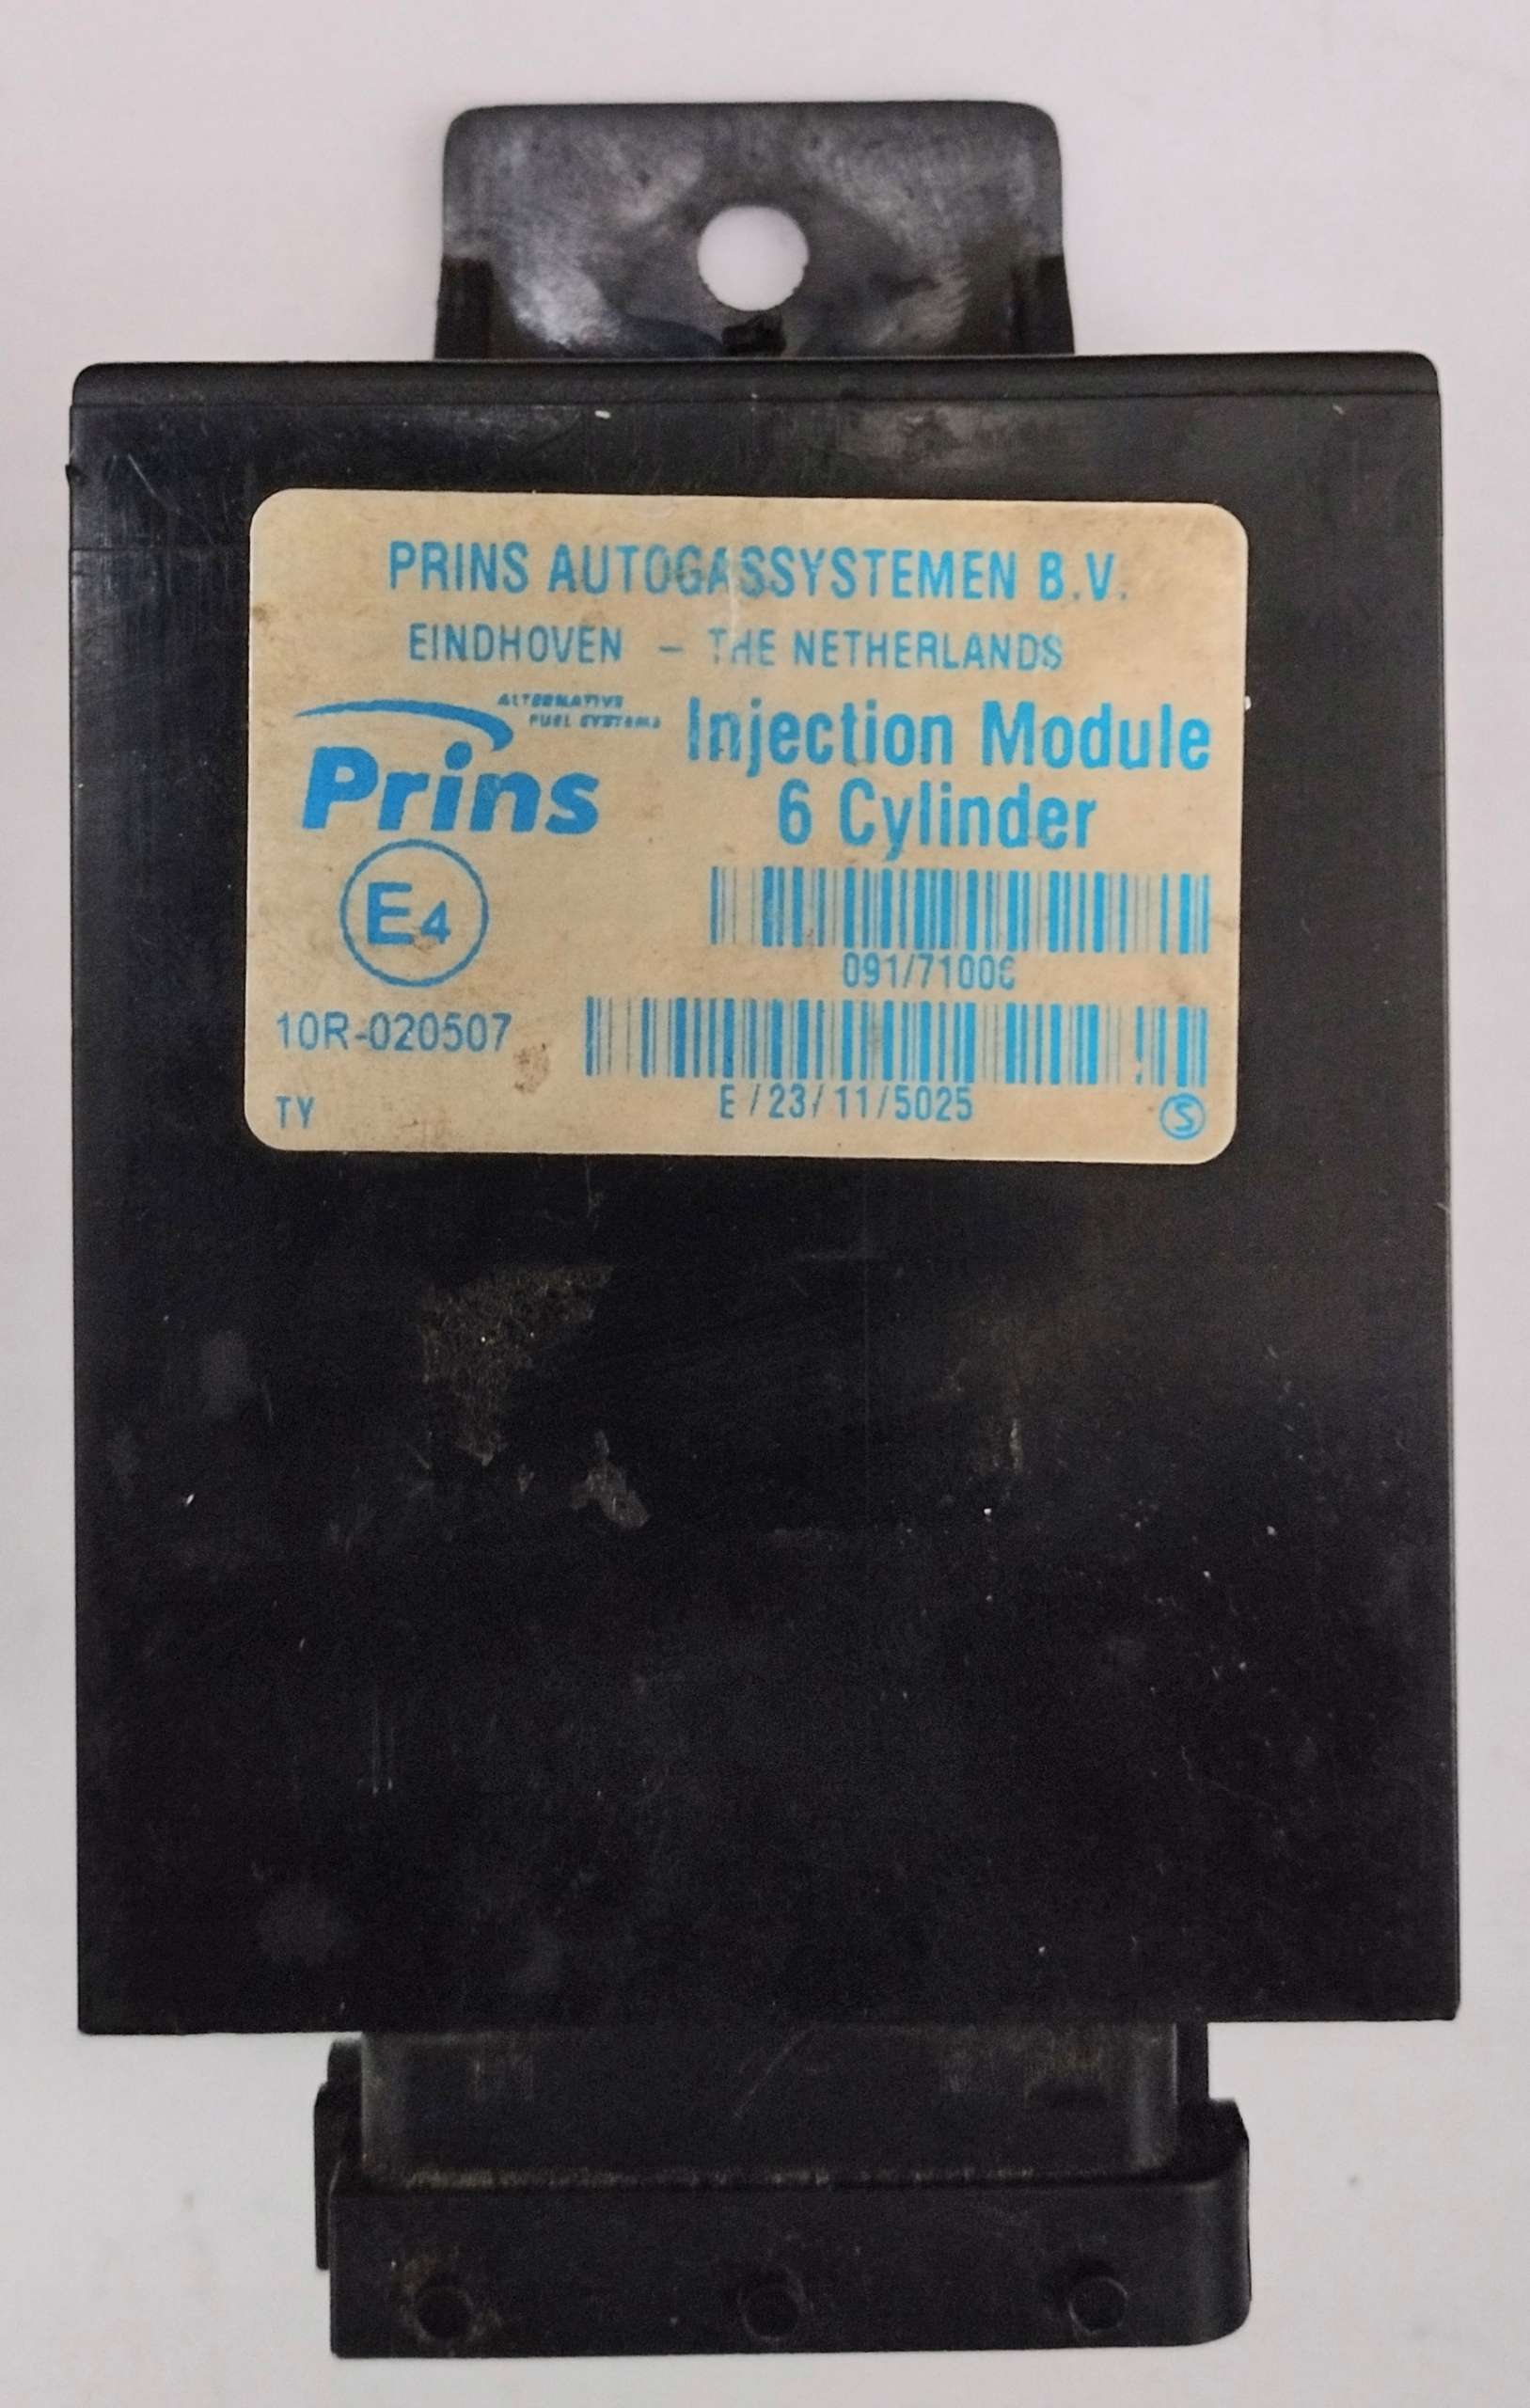 PRINS AUTOGASSYSTEMEN B.V.
EINDHOVEN - THE NETHERLANDS
ALTERNATIVE
FUEL SYSTEMS
Prins
Injection Module
6 Cylinder
E4
091/71006
10R-020507
E/23/11/5025
TY
S